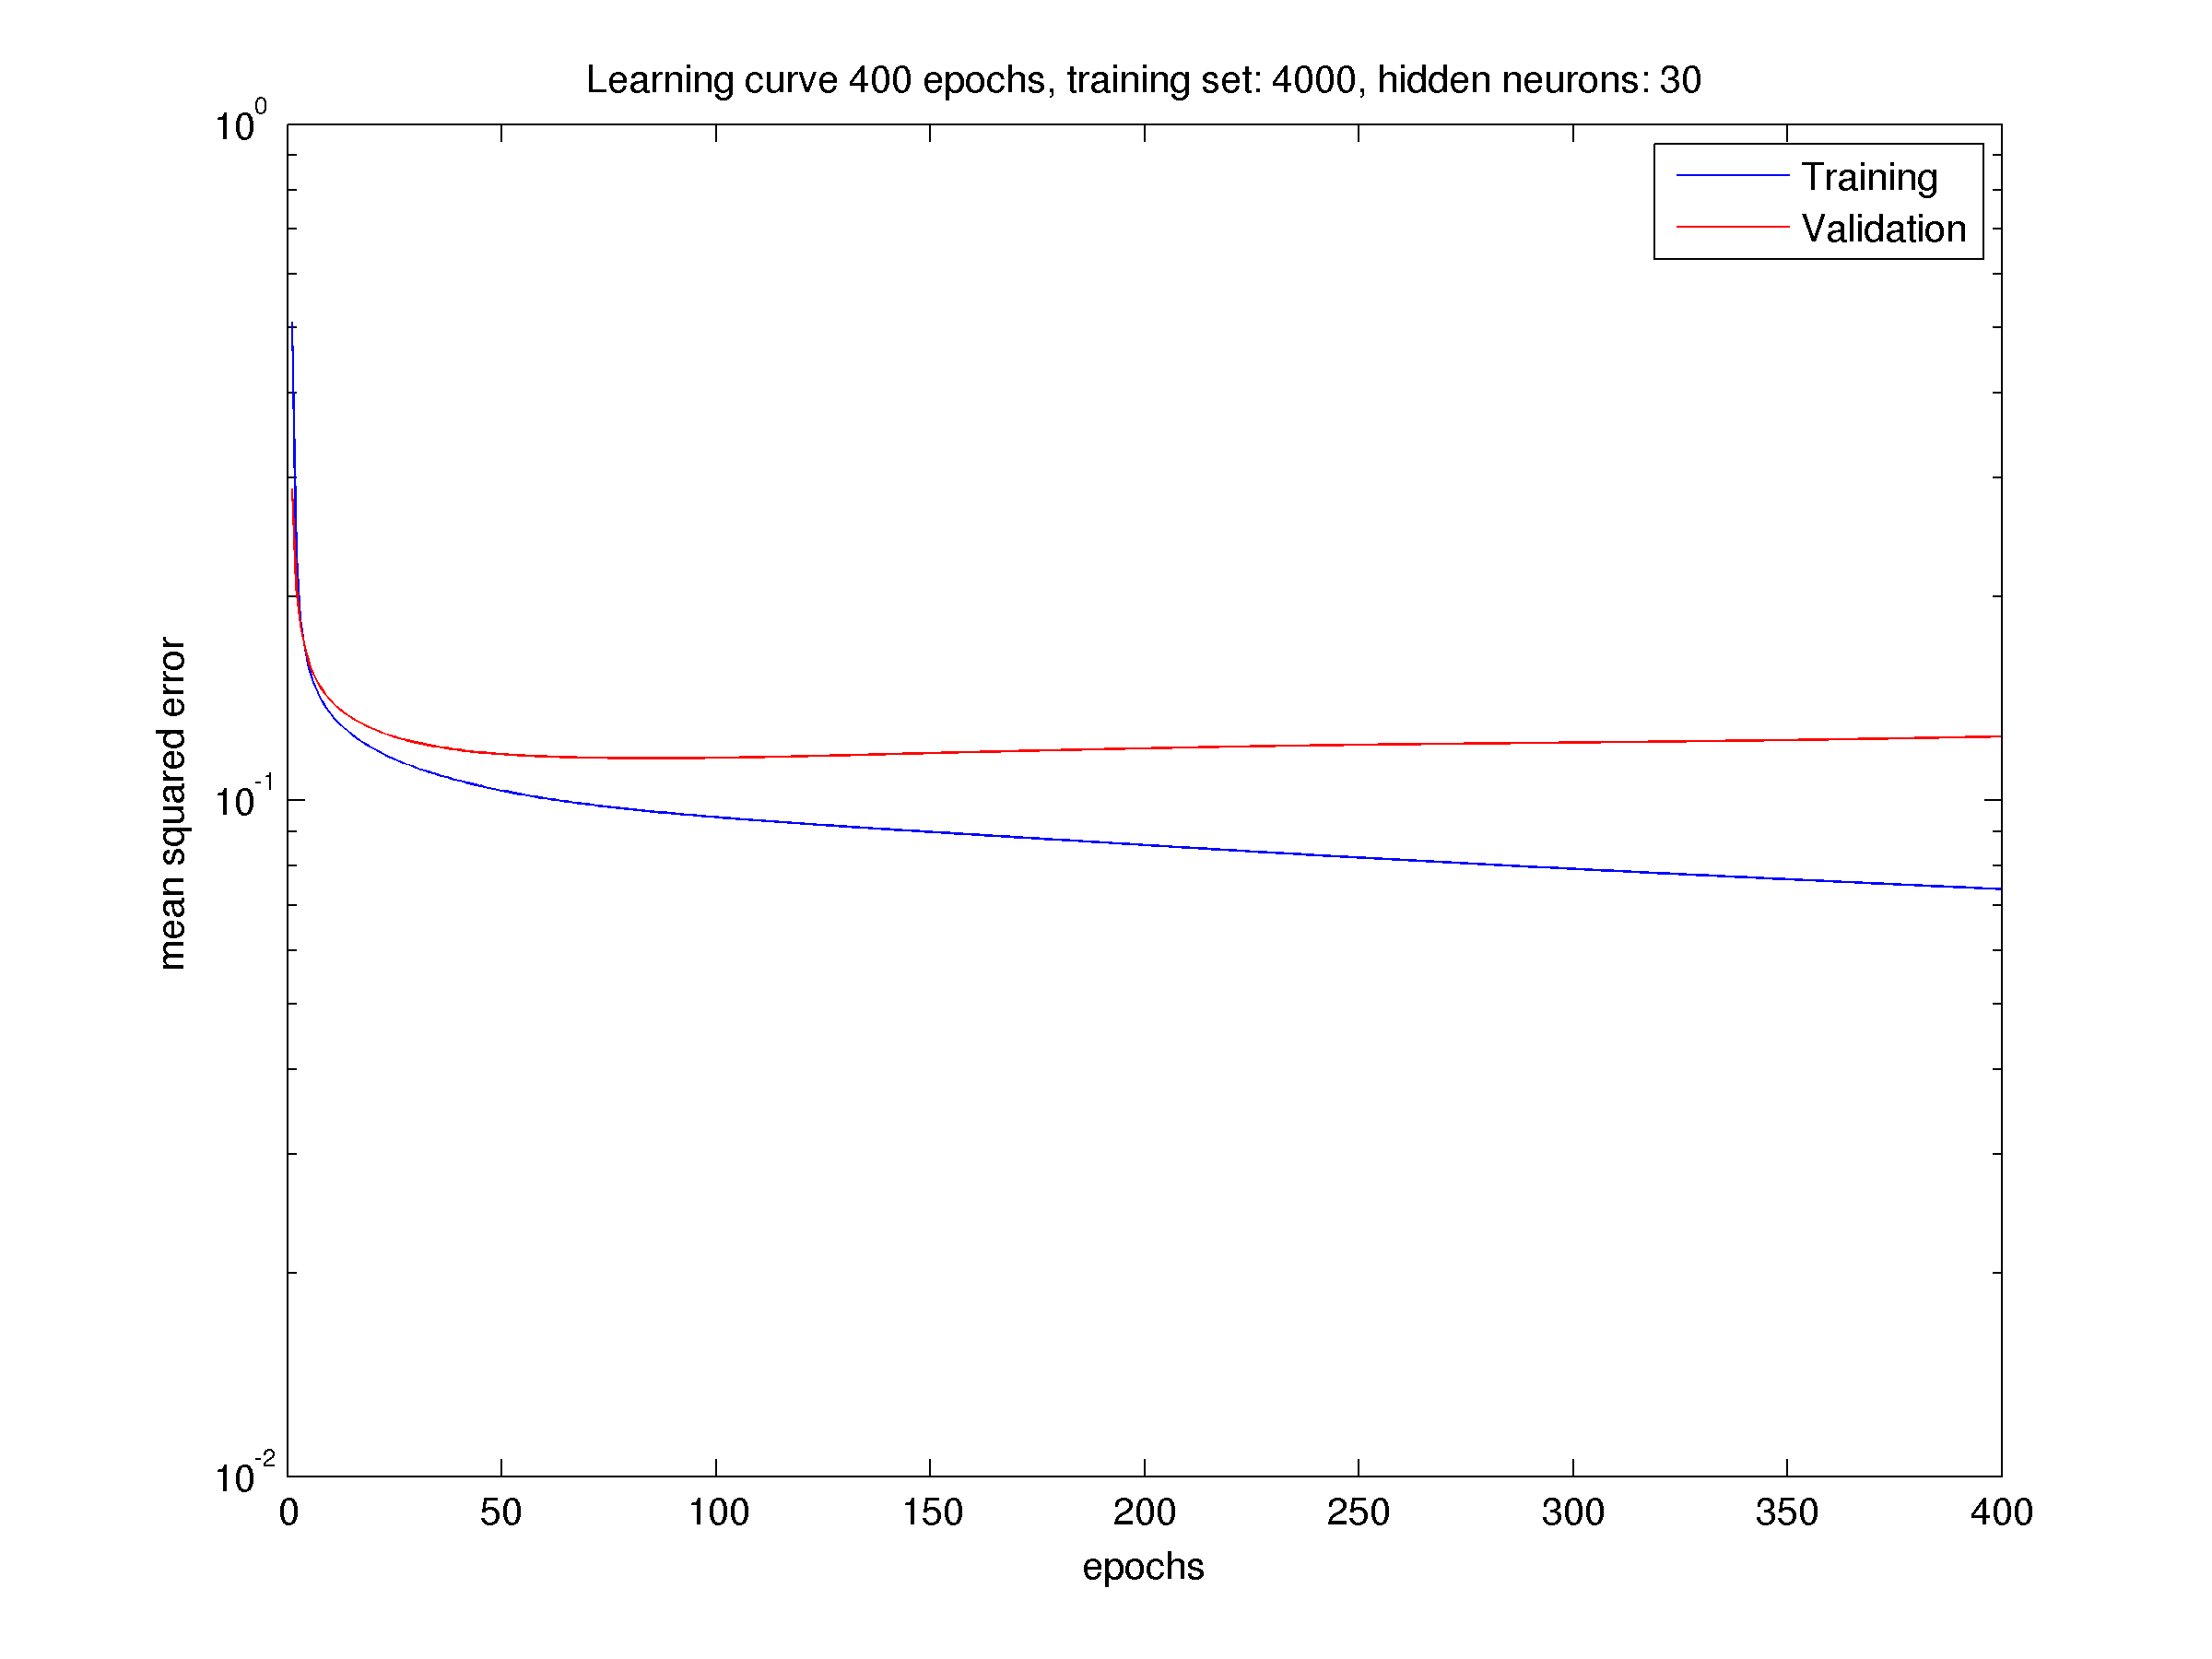 Learning curve 400 epochs, training set: 4000, hidden neurons: 30
10^0
Training
Validation
mean squared error
10^-1
10^-2
0 50 100 150 200 250 300 350 400
epochs